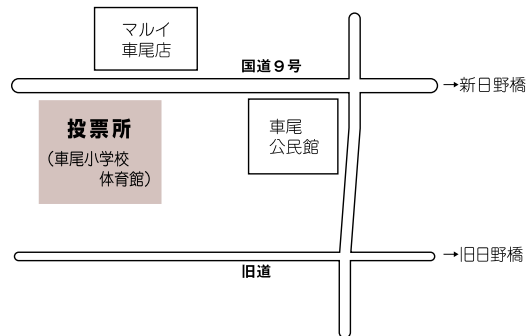 マルイ
車尾店
国道9号
→新日野橋
投票所
(車尾小学校
体育館)
車尾
公民館
→旧日野橋
旧道